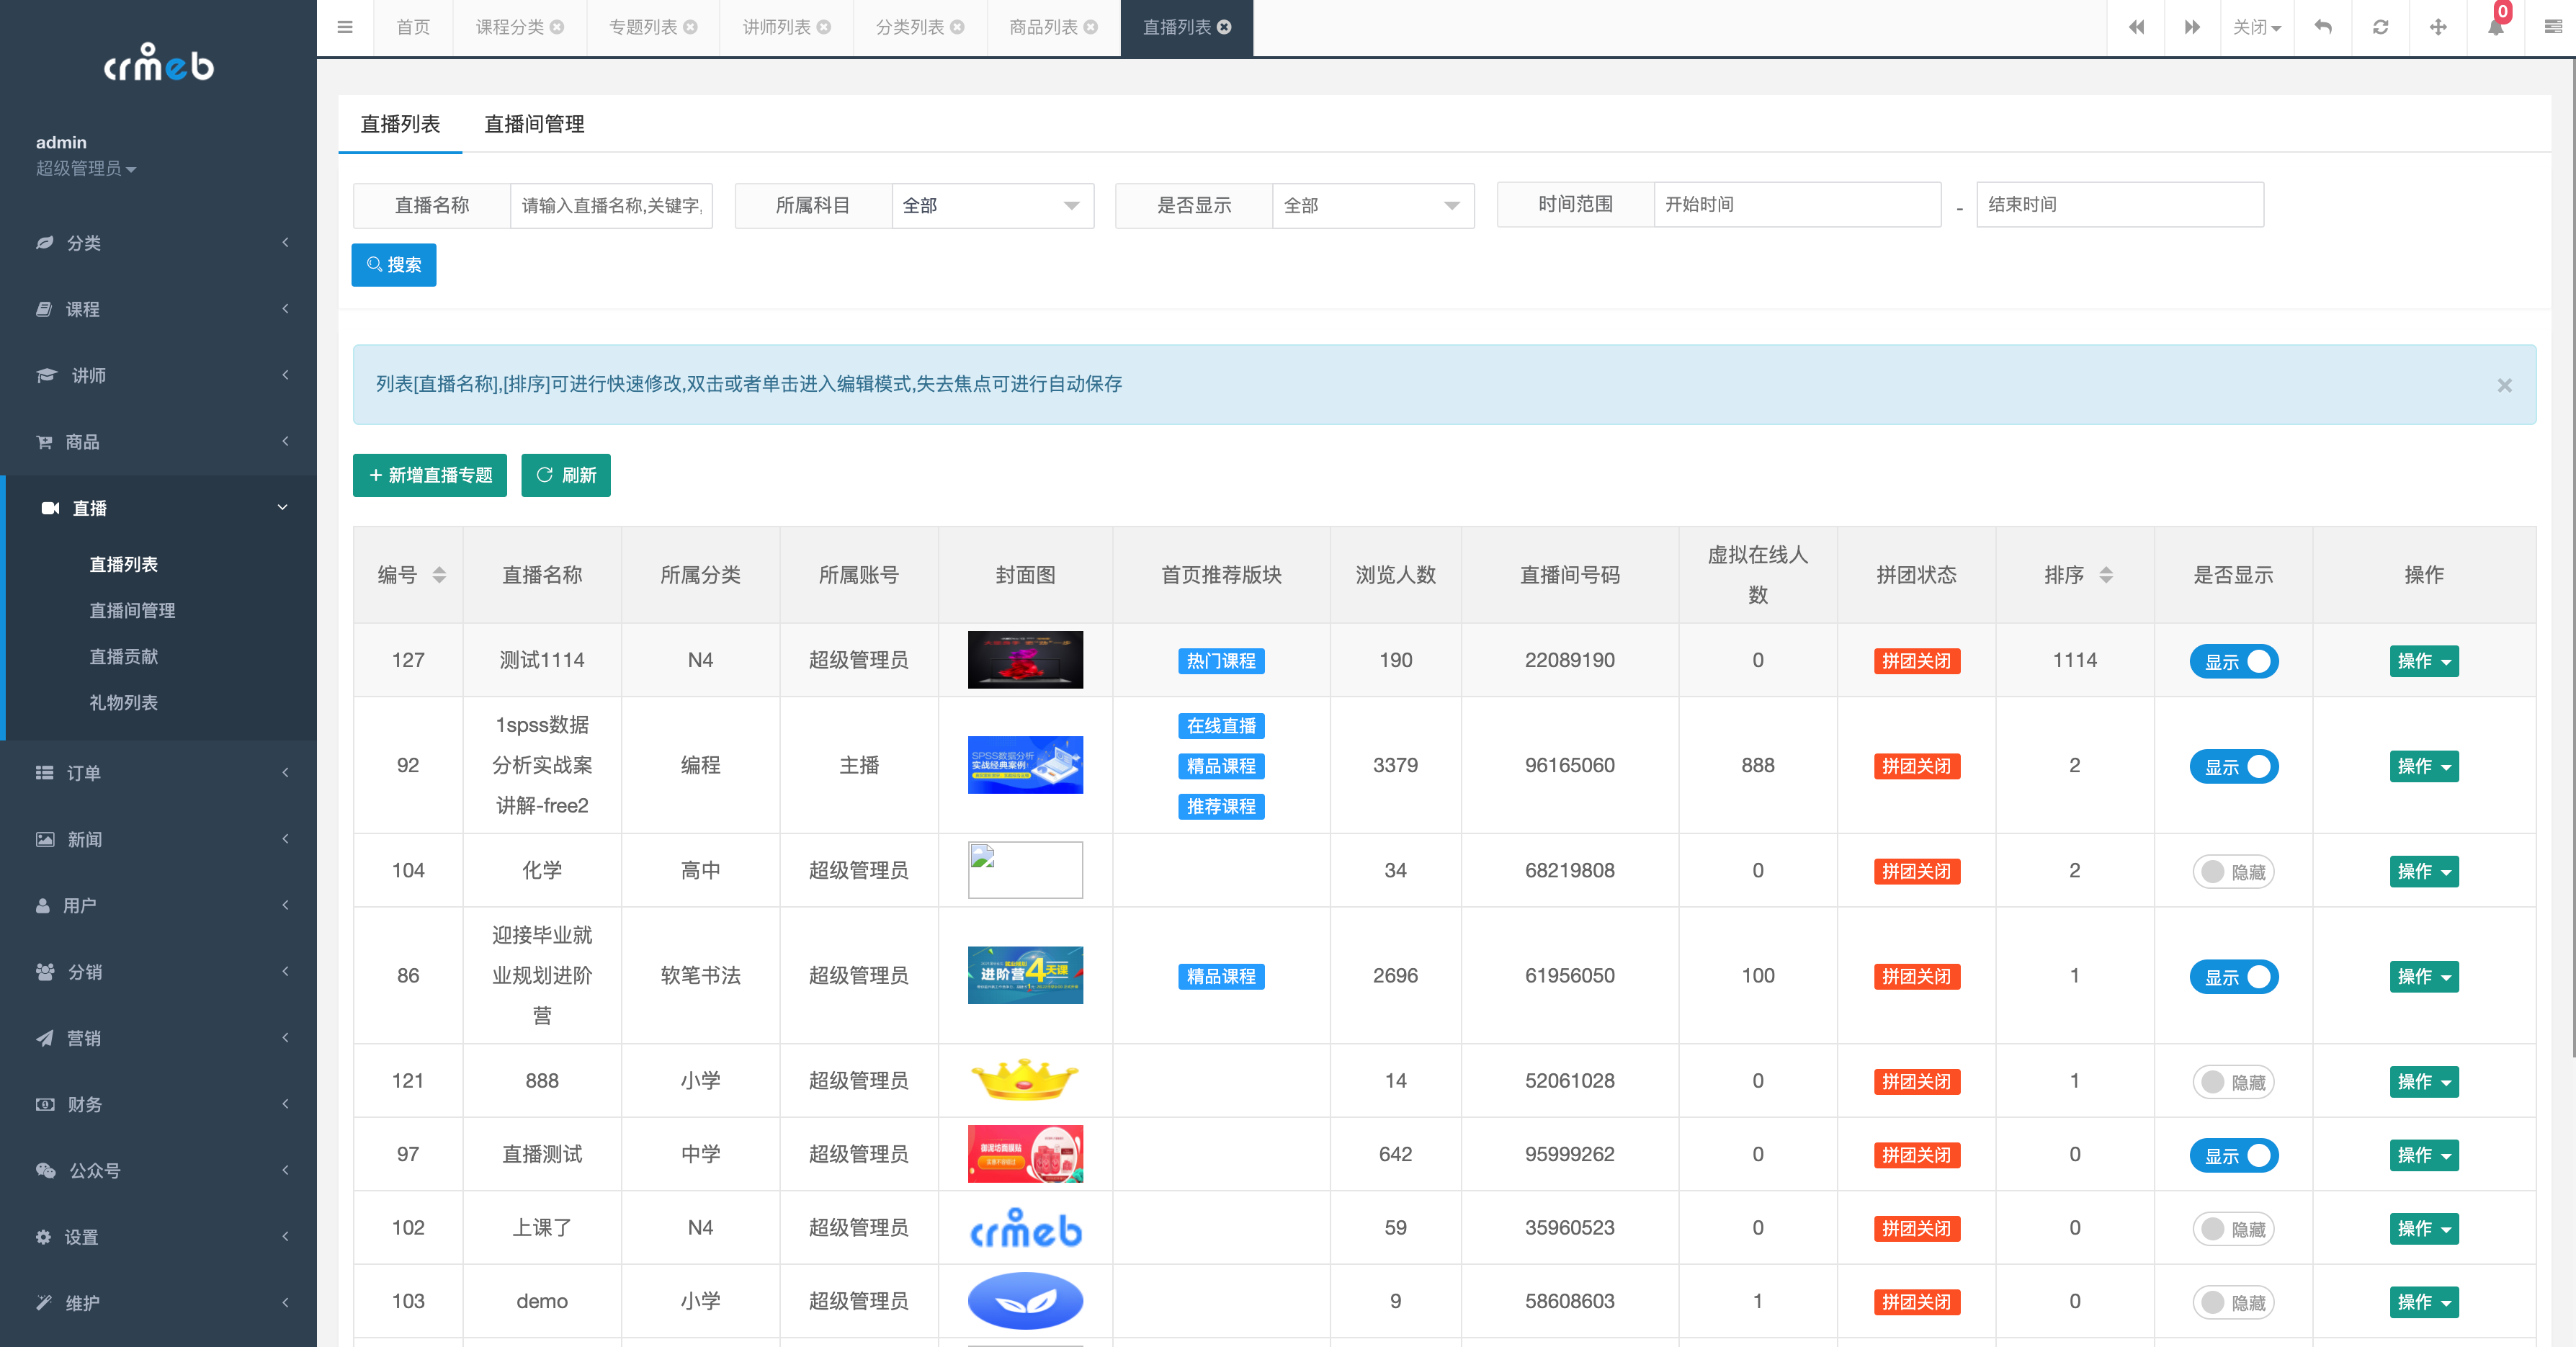 crmeb
admin
超级管理员
分类
课程
讲师
商品
直播
直播列表
直播间管理
直播贡献
礼物列表
订单
新闻
用户
分销
营销
财务
公众号
设置
维护
首页 课程分类 专题列表 讲师列表 分类列表 商品列表 直播列表 关闭 0
直播列表 直播间管理
直播名称 请输入直播名称,关键字, 所属科目 全部 是否显示 全部 时间范围 开始时间 - 结束时间
搜索
列表[直播名称],[排序]可进行快速修改,双击或者单击进入编辑模式,失去焦点可进行自动保存
+ 新增直播专题 刷新
编号 直播名称 所属分类 所属账号 封面图 首页推荐版块 浏览人数 直播间号码 虚拟在线人数 拼团状态 排序 是否显示 操作
127 测试1114 N4 超级管理员 热门课程 190 22089190 0 拼团关闭 1114 显示 操作
92 1spss数据分析实战案讲解-free2 编程 主播 SPSS数据分析 实战经典案例 在线直播 精品课程 推荐课程 3379 96165060 888 拼团关闭 2 显示 操作
104 化学 高中 超级管理员 34 68219808 0 拼团关闭 2 隐藏 操作
86 迎接毕业就业规划进阶营 软笔书法 超级管理员 进阶营4天课 精品课程 2696 61956050 100 拼团关闭 1 显示 操作
121 888 小学 超级管理员 14 52061028 0 拼团关闭 1 隐藏 操作
97 直播测试 中学 超级管理员 御泥坊面膜贴 642 95999262 0 拼团关闭 0 显示 操作
102 上课了 N4 超级管理员 crmeb 59 35960523 0 拼团关闭 0 隐藏 操作
103 demo 小学 超级管理员 9 58608603 1 拼团关闭 0 隐藏 操作